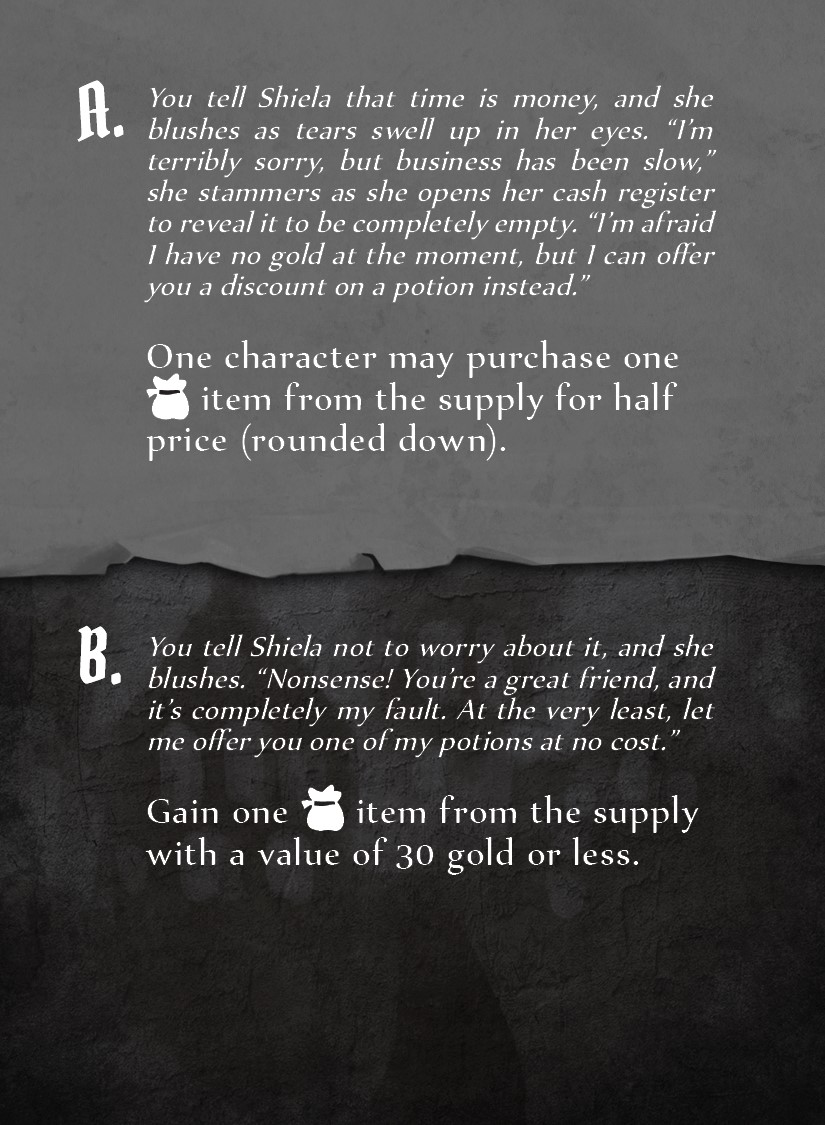 A.
You tell Shiela that time is money, and she
blushes as tears swell up in her eyes. “I’m
terribly sorry, but business has been slow,”
she stammers as she opens her cash register
to reveal it to be completely empty. “I’m afraid
I have no gold at the moment, but I can offer
you a discount on a potion instead.”
One character may purchase one
item from the supply for half
price (rounded down).
B.
You tell Shiela not to worry about it, and she
blushes. “Nonsense! You’re a great friend, and
it’s completely my fault. At the very least, let
me offer you one of my potions at no cost.”
Gain one item from the supply
with a value of 30 gold or less.